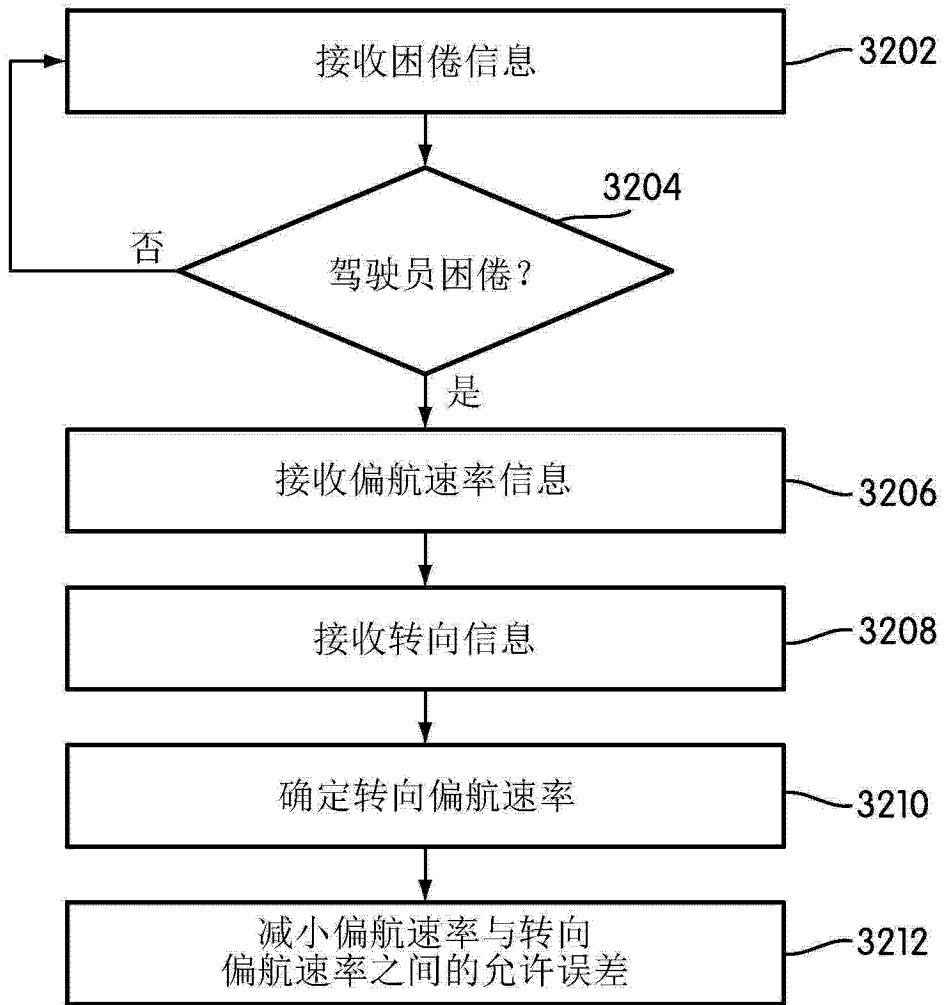 接收困倦信息
3202
3204
驾驶员困倦?
否
是
接收偏航速率信息
3206
接收转向信息
3208
确定转向偏航速率
3210
减小偏航速率与转向
偏航速率之间的允许误差
3212